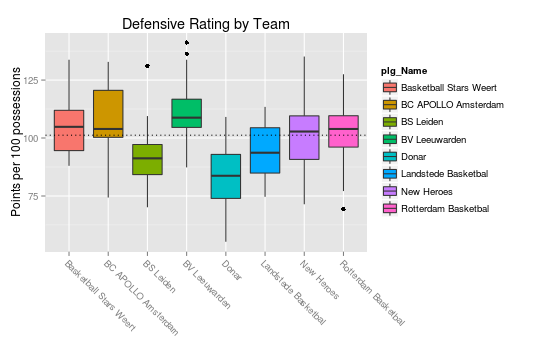 Defensive Rating by Team
Points per 100 possessions
125
100
75
Basketball Stars Weert
BC APOLLO Amsterdam
BS Leiden
BV Leeuwarden
Donar
Landstede Basketbal
New Heroes
Rotterdam Basketbal
plg_Name
Basketball Stars Weert
BC APOLLO Amsterdam
BS Leiden
BV Leeuwarden
Donar
Landstede Basketbal
New Heroes
Rotterdam Basketbal